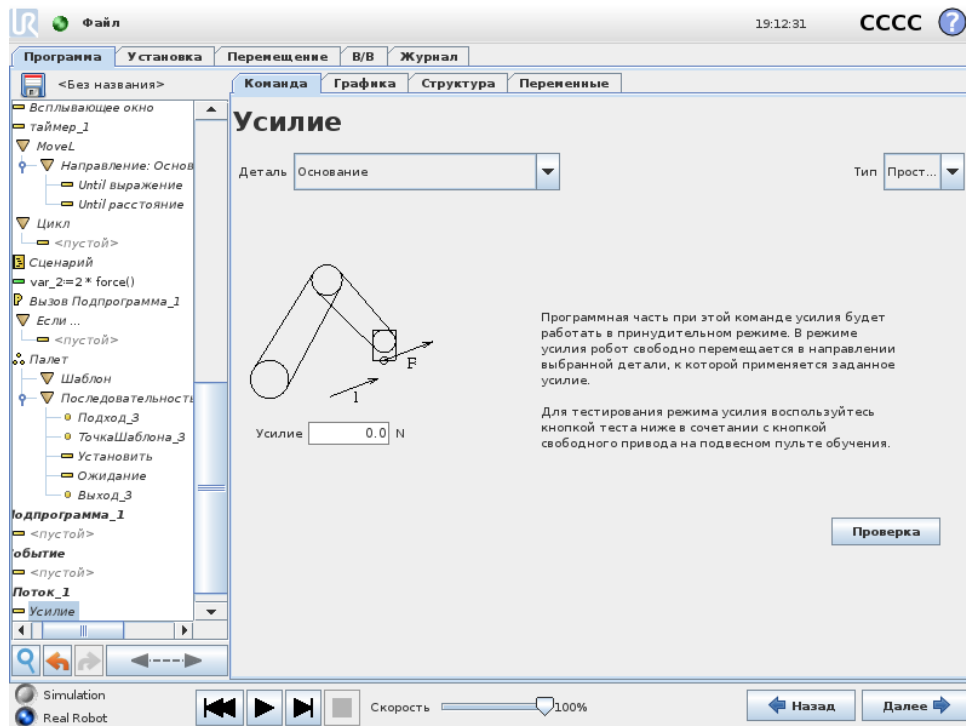 UR
Файл
19:12:31
CCCC
?
Программа
Установка
Перемещение
В/В
Журнал
<Без названия>
Команда
Графика
Структура
Переменные
Всплывающее окно
таймер_1
MoveL
Направление: Основ
Until выражение
Until расстояние
Цикл
<пустой>
Сценарий
var_2:=2 * force()
Вызов Подпрограмма_1
Если ...
<пустой>
Палет
Шаблон
Последовательность
Подход_3
ТочкаШаблона_3
Установить
Ожидание
Выход_3
одпрограмма_1
<пустой>
обытие
<пустой>
Поток_1
Усилие
Усилие
Деталь
Основание
Тип
Прост...
F
1
Усилие
0.0
N
Программная часть при этой команде усилия будет
работать в принудительном режиме. В режиме
усилия робот свободно перемещается в направлении
выбранной детали, к которой применяется заданное
усилие.
Для тестирования режима усилия воспользуйтесь
кнопкой теста ниже в сочетании с кнопкой
свободного привода на подвесном пульте обучения.
Проверка
Simulation
Real Robot
Скорость
100%
Назад
Далее